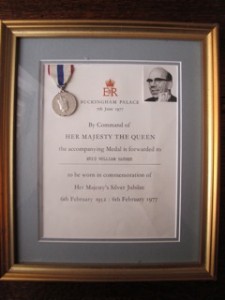 E R
BUCKINGHAM PALACE
By Command of
HER MAJESTY THE QUEEN
the accompanying Medal is forwarded to
to be worn in commemoration of
Her Majesty's Silver Jubilee
6th February 1952 : 6th February 1977